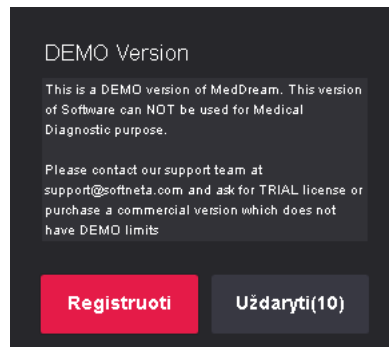 DEMO Version
This is a DEMO version of MedDream. This version
of Software can NOT be used for Medical
Diagnostic purpose.
Please contact our support team at
support@softneta.com and ask for TRIAL license or
purchase a commercial version which does not
have DEMO limits
Registruoti
Uždaryti(10)